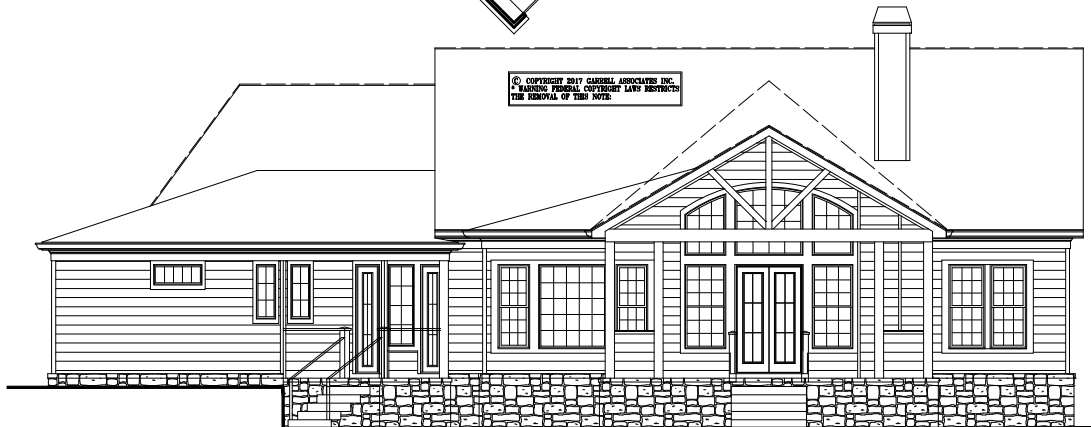 © COPYRIGHT 2017 GARRELL ASSOCIATES INC.
* WARNING FEDERAL COPYRIGHT LAWS RESTRICTS
THE REMOVAL OF THIS NOTE: